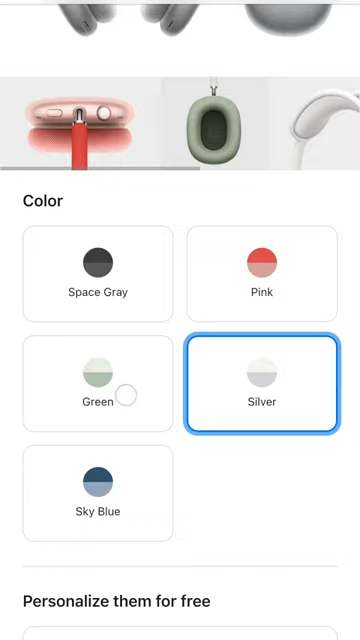 Color
Space Gray
Pink
Green
Silver
Sky Blue
Personalize them for free